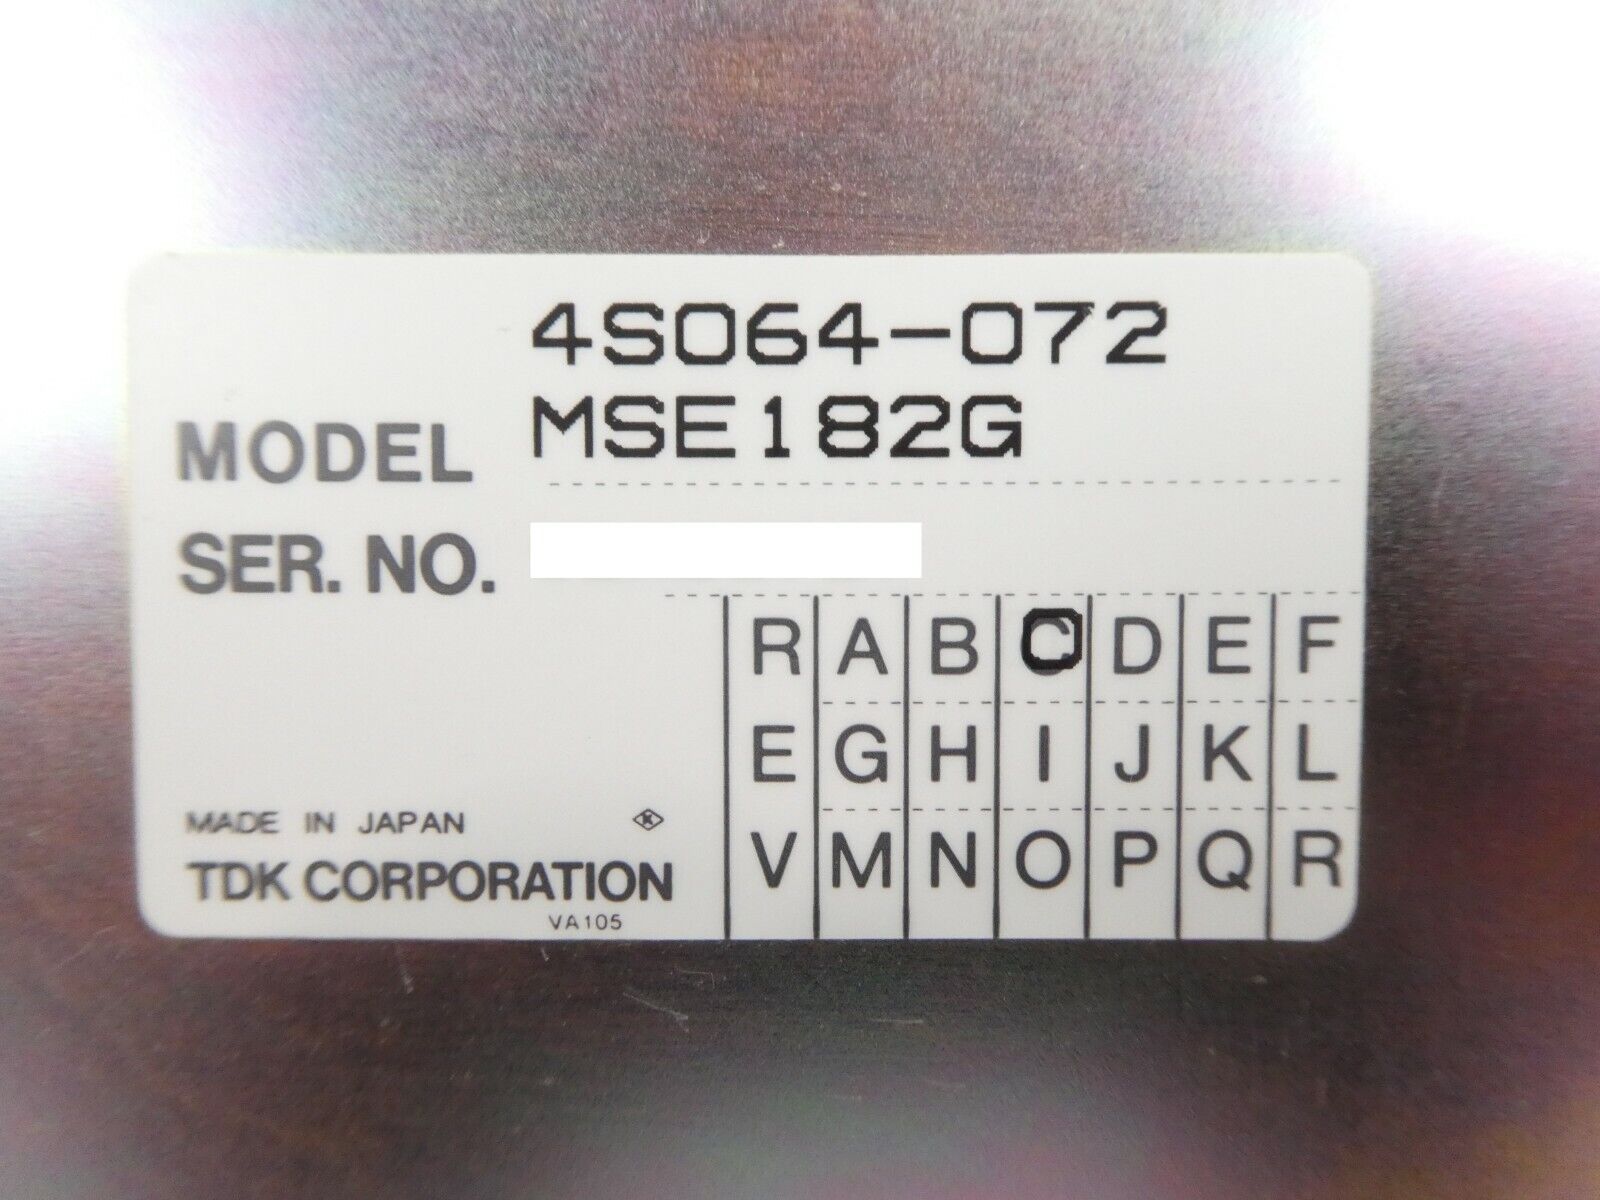 4S064-072
MODEL MSE182G
SER. NO.
R A B C D E F
E G H I J K L
V M N O P Q R
MADE IN JAPAN
TDK CORPORATION
VA105